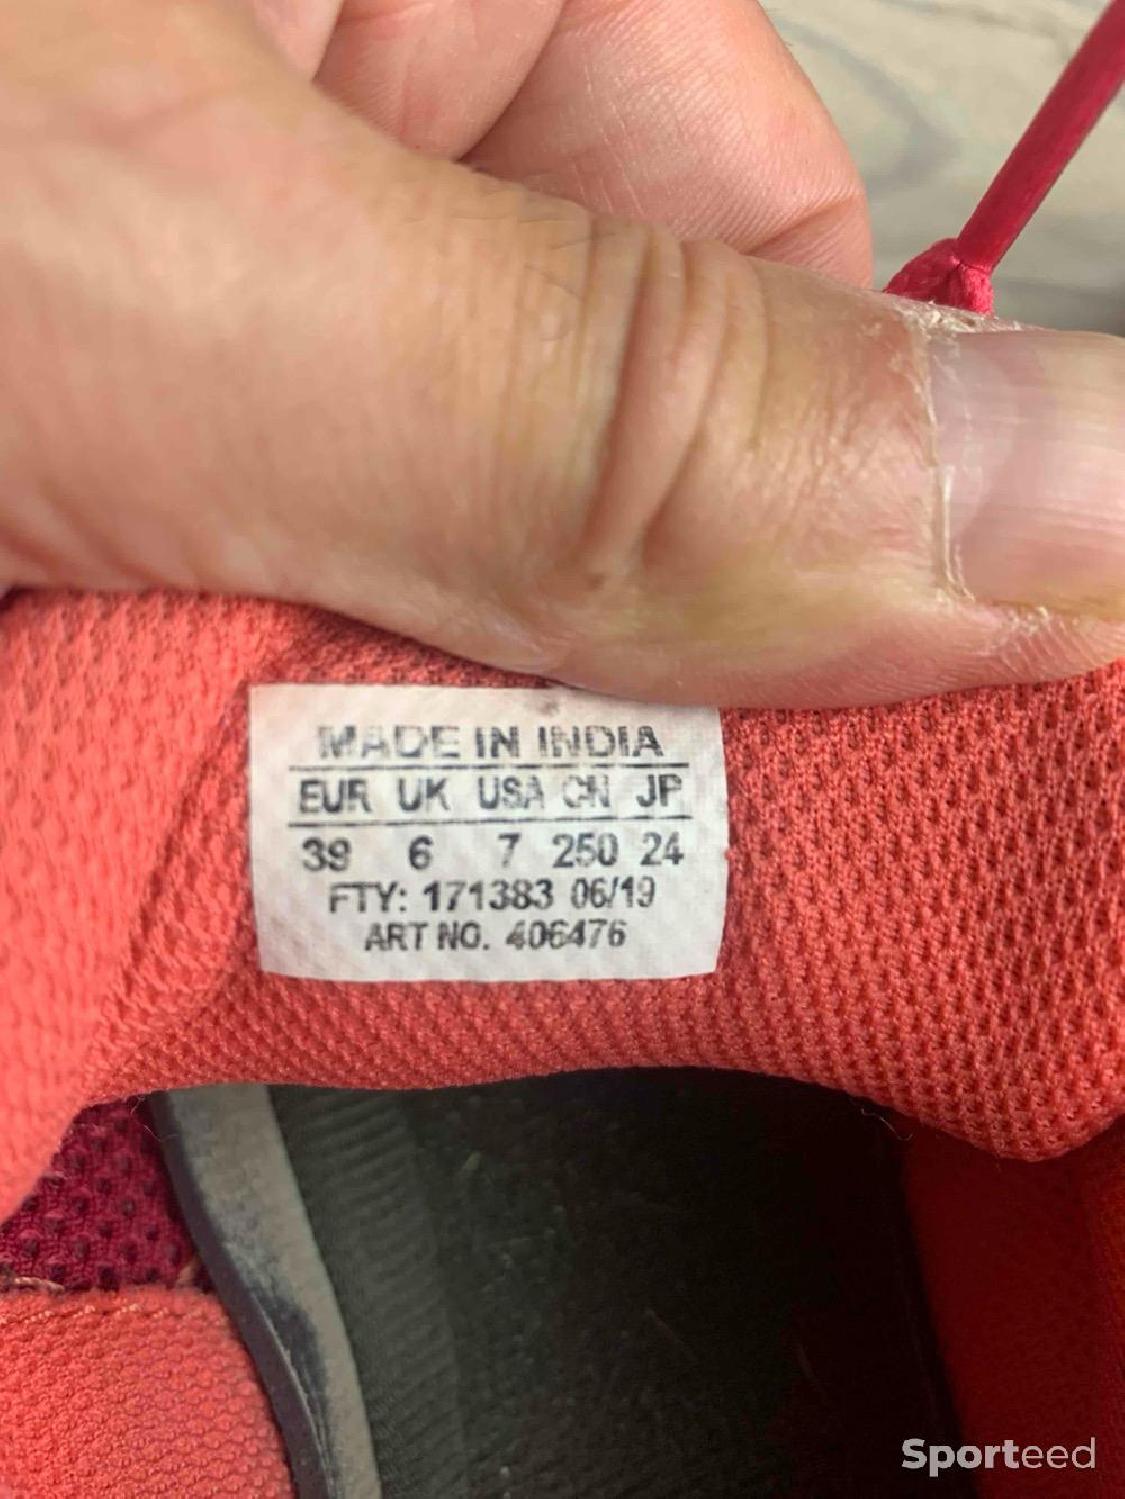 MADE IN INDIA
EUR UK USA CN JP
39 6 7 250 24
FTY: 171383 06/19
ART NO. 406476
Sporteed